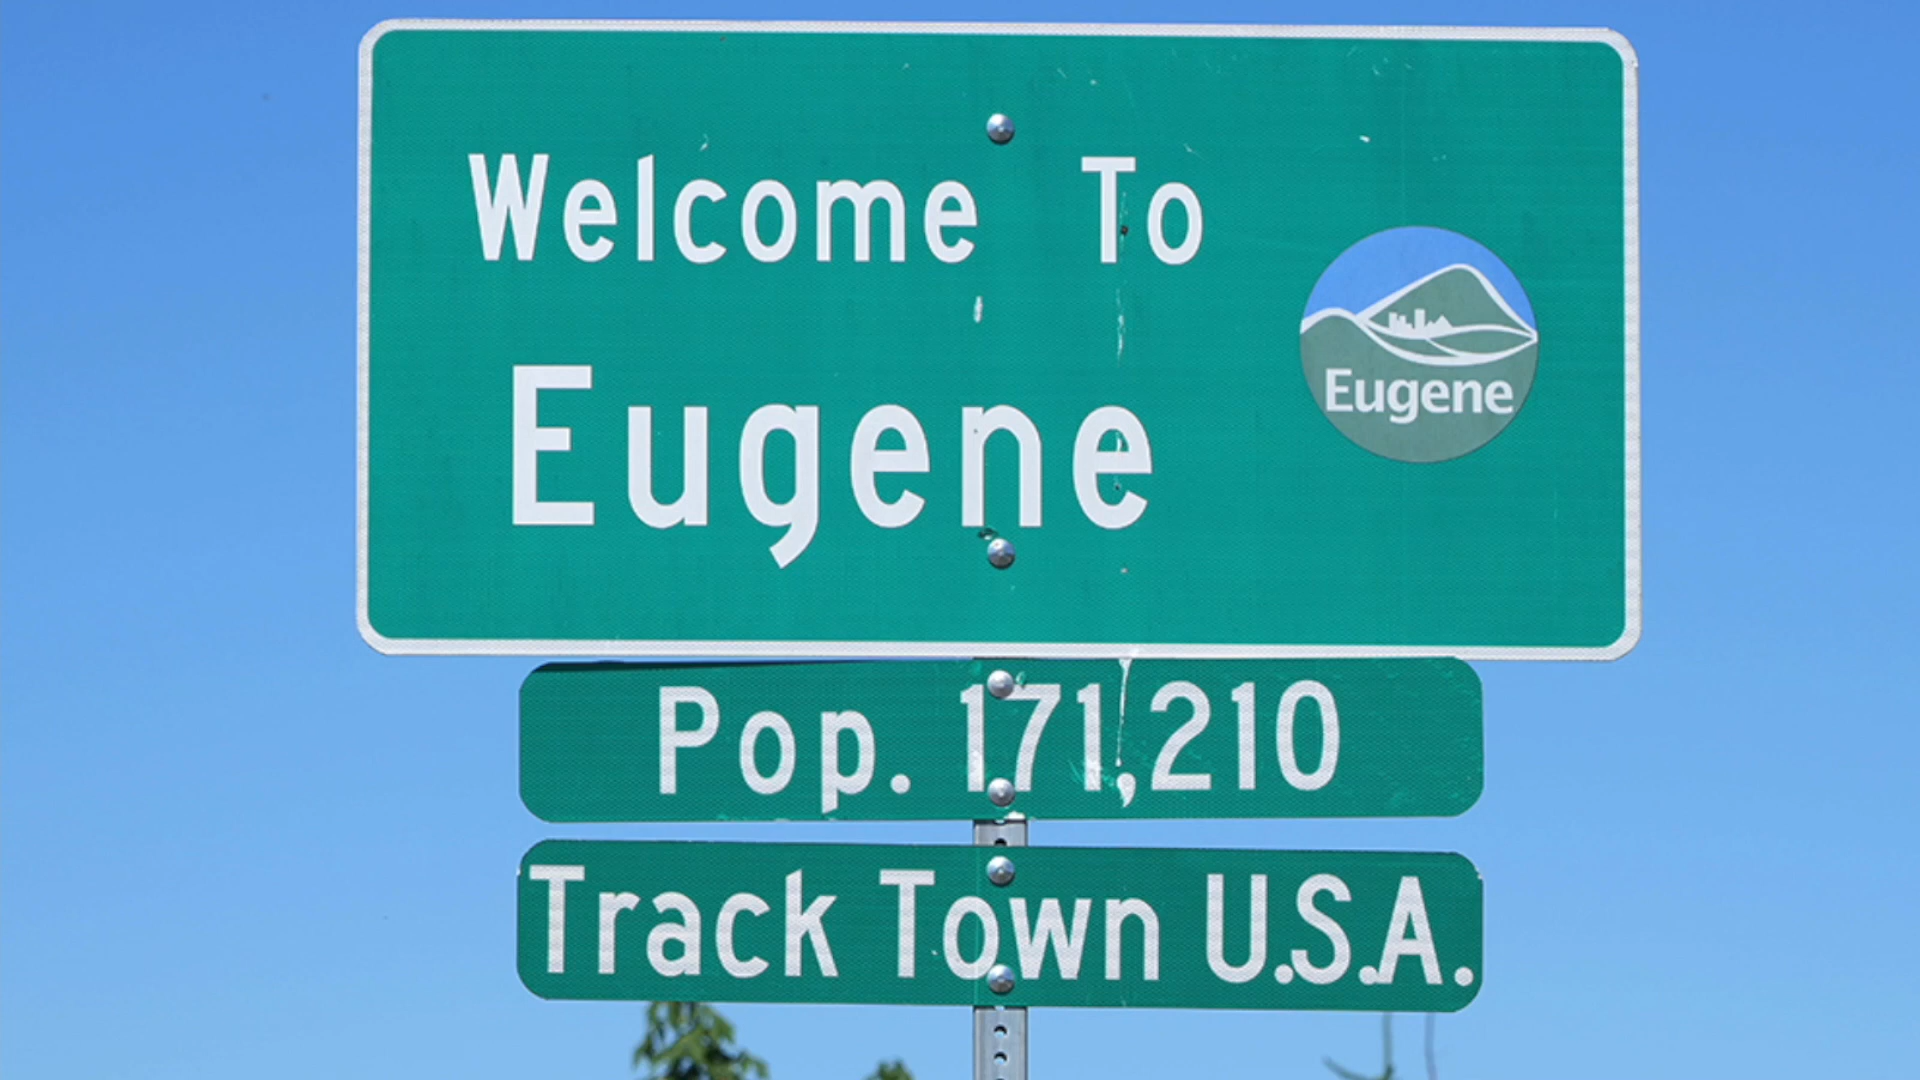 Welcome To
Eugene
Eugene
Pop. 171,210
Track Town U.S.A.